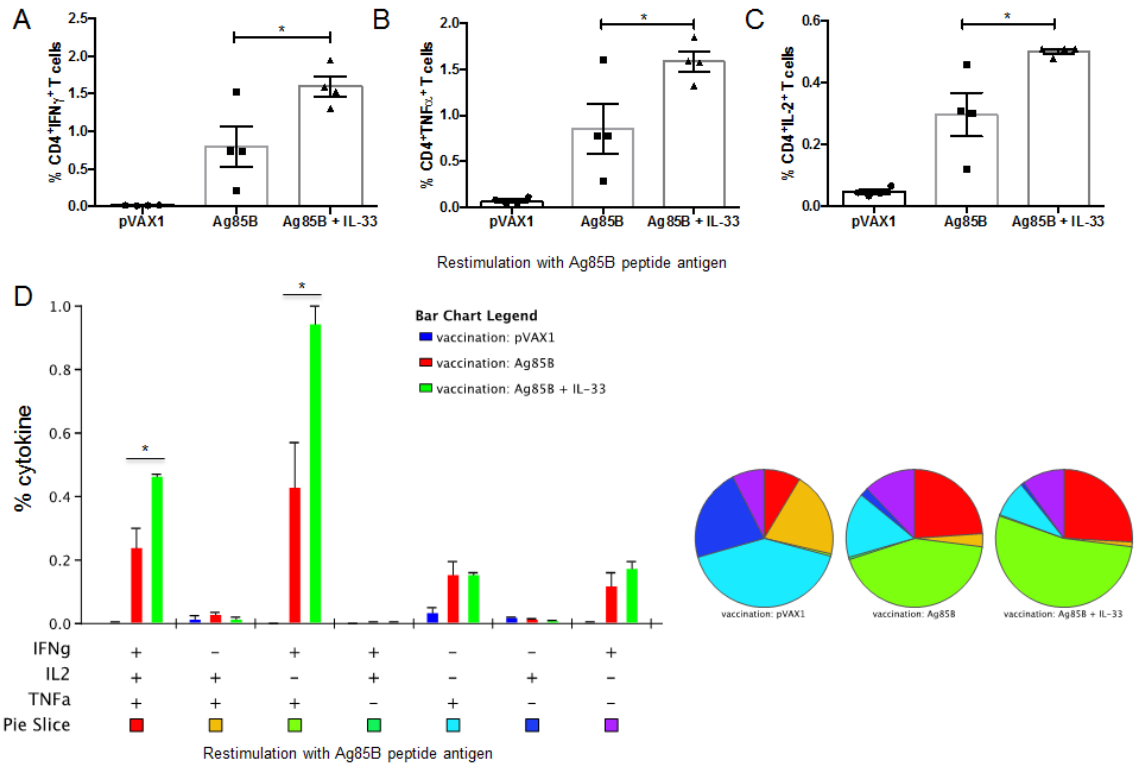 A
B
C
*
*
*
% CD4⁺IFNγ⁺ T cells
2.5
2.0
1.5
1.0
0.5
0.0
pVAX1 Ag85B Ag85B + IL-33
% CD4⁺TNFα⁺ T cells
2.0
1.5
1.0
0.5
0.0
pVAX1 Ag85B Ag85B + IL-33
% CD4⁺IL-2⁺ T cells
0.6
0.4
0.2
0.0
pVAX1 Ag85B Ag85B + IL-33
Restimulation with Ag85B peptide antigen
D
% cytokine
1.0
0.8
0.6
0.4
0.2
0.0
*
*
Bar Chart Legend
vaccination: pVAX1
vaccination: Ag85B
vaccination: Ag85B + IL-33
IFNg + – + + – – +
IL2 + + – + – + –
TNFa + + + – + – –
Pie Slice
Restimulation with Ag85B peptide antigen
vaccination: pVAX1
vaccination: Ag85B
vaccination: Ag85B + IL-33